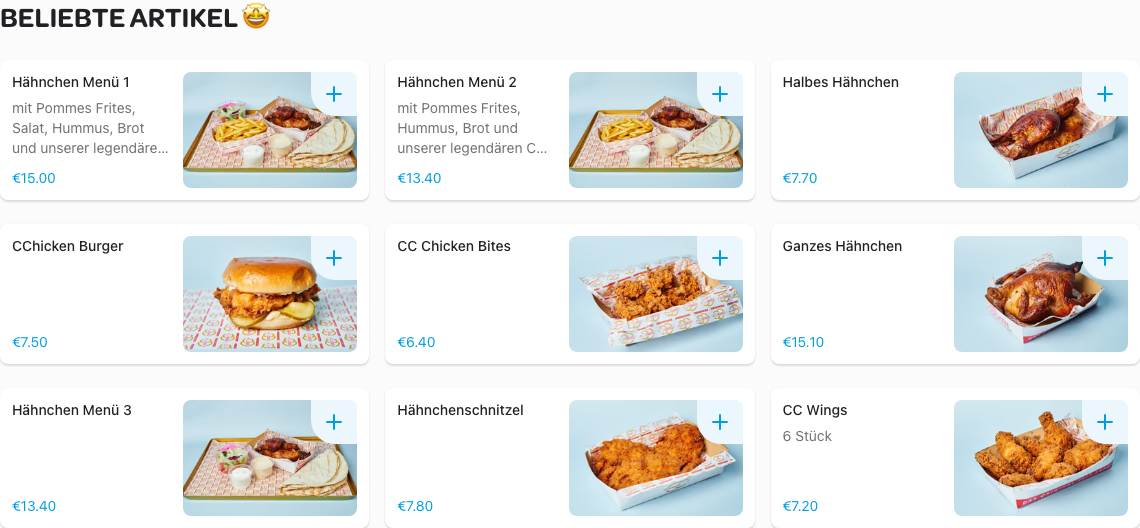 BELIEBTE ARTIKEL 🤩
Hähnchen Menü 1
mit Pommes Frites,
Salat, Hummus, Brot
und unserer legendäre...
€15.00
Hähnchen Menü 2
mit Pommes Frites,
Hummus, Brot und
unserer legendären C...
€13.40
Halbes Hähnchen
€7.70
CChicken Burger
€7.50
CC Chicken Bites
€6.40
Ganzes Hähnchen
€15.10
Hähnchen Menü 3
€13.40
Hähnchenschnitzel
€7.80
CC Wings
6 Stück
€7.20